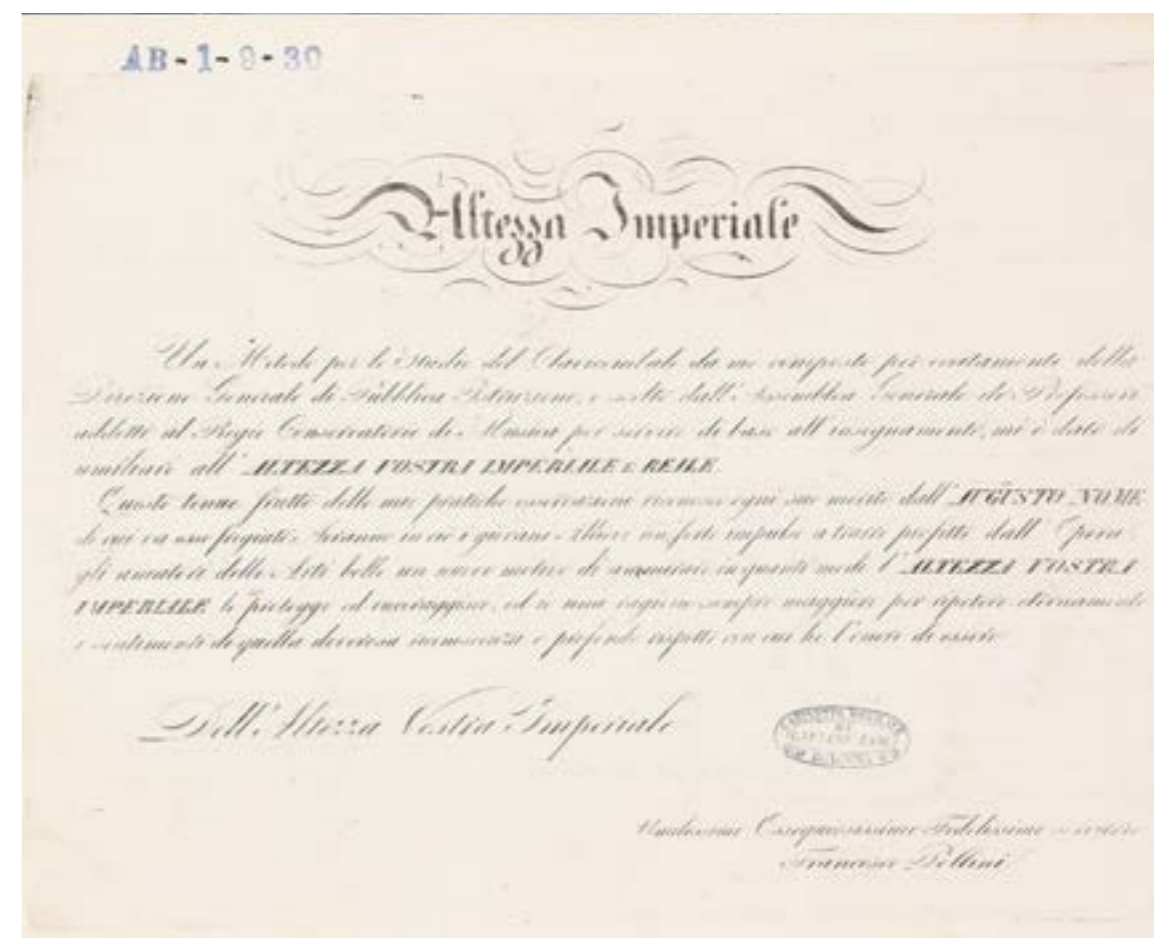 AB-1-9-30
Altezza Imperiale
Un Metodo per lo Studio del Clavicembalo da me composto per eccitamento della
Direzione Generale di Pubblica Istruzione, e scelto dall'Assemblea Generale de' Professori
addetti al Regio Conservatorio di Musica per servire di base all'insegnamento, mi è dato di
umiliare all'ALTEZZA VOSTRA IMPERIALE E REALE.
Questo tenue frutto delle mie pratiche osservazioni riconosce ogni suo merito dall'AUGUSTO NOME
di cui va esso fregiato. Avranno in ciò i giovani Allievi un forte impulso a trarre profitto dall'Opera
gli amatori delle Arti belle un nuovo motivo di ammirare in quanti modi l'ALTEZZA VOSTRA
IMPERIALE le protegge ed incoraggisce, ed io una ragione sempre maggiore per ripetere eternamente
i sentimenti di quella doverosa riconoscenza e profondo rispetto con cui ho l'onore di essere
Dell'Altezza Vostra Imperiale
Umilissimo Ossequiosissimo Fedelissimo servitore
Francesco Pollini